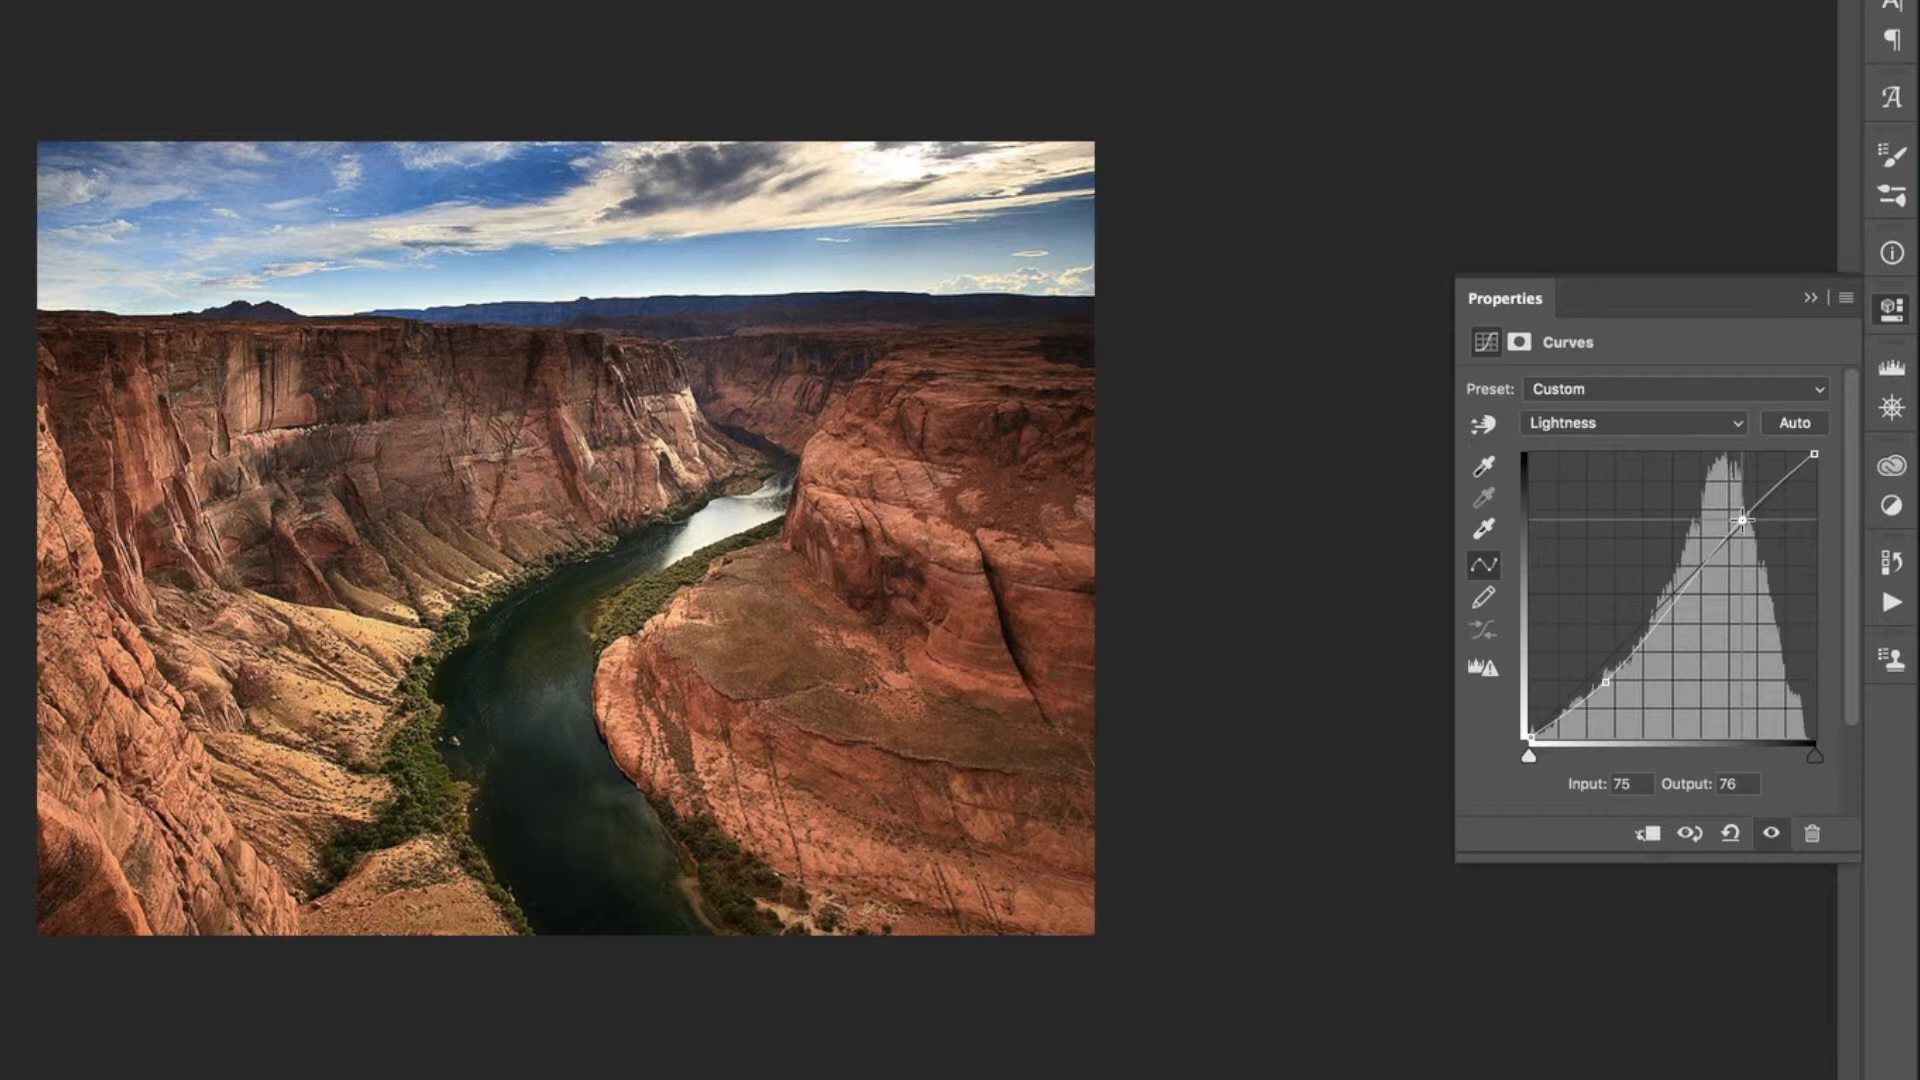 Properties
Curves
Preset: Custom
Lightness Auto
Input: 75 Output: 76